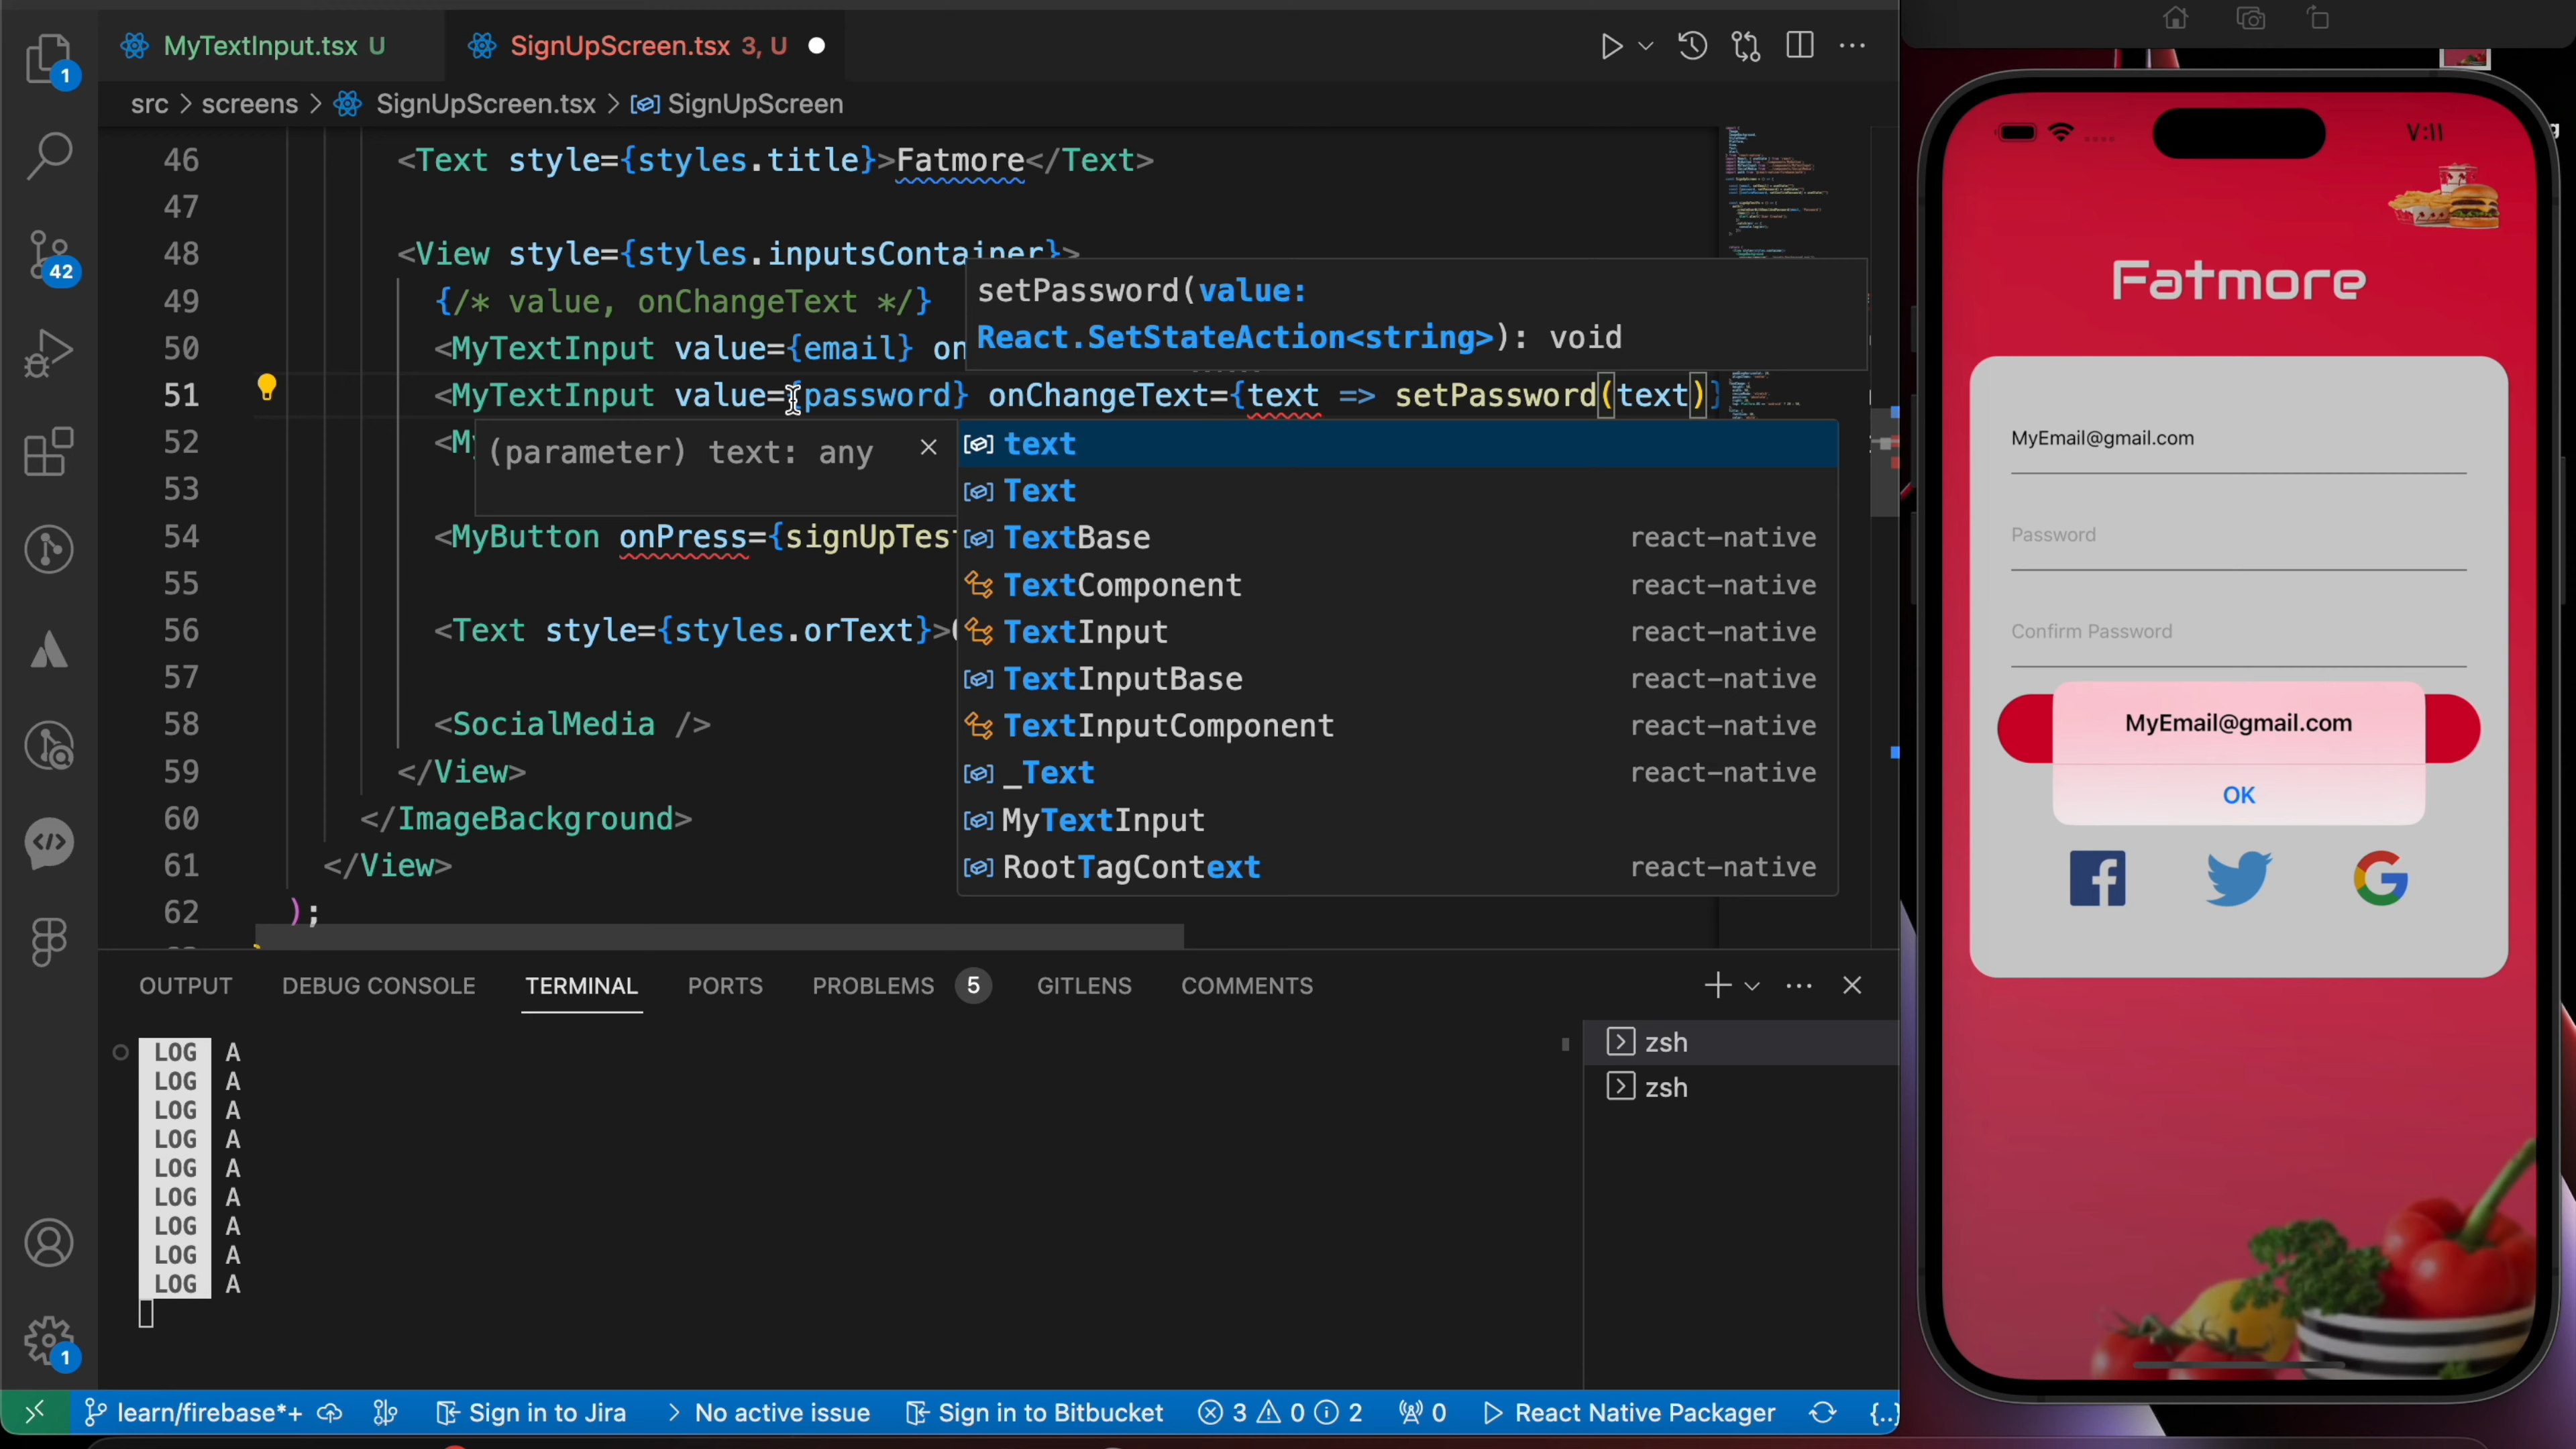 MyTextInput.tsx U
SignUpScreen.tsx 3, U
src > screens > SignUpScreen.tsx > SignUpScreen
46 <Text style={styles.title}>Fatmore</Text>
47
48 <View style={styles.inputsContainer}>
49 {/* value, onChangeText */}
50 <MyTextInput value={email} on
51 <MyTextInput value={password} onChangeText={text => setPassword(text)}
52 <My
53
54 <MyButton onPress={signUpTes
55
56 <Text style={styles.orText}>
57
58 <SocialMedia />
59 </View>
60 </ImageBackground>
61 </View>
62 );
setPassword(value:
React.SetStateAction<string>): void
(parameter) text: any
text
Text
TextBase react-native
TextComponent react-native
TextInput react-native
TextInputBase react-native
TextInputComponent react-native
_Text react-native
MyTextInput
RootTagContext react-native
OUTPUT DEBUG CONSOLE TERMINAL PORTS PROBLEMS 5 GITLENS COMMENTS
LOG A
LOG A
LOG A
LOG A
LOG A
LOG A
LOG A
LOG A
LOG A
zsh
zsh
1
42
1
learn/firebase*+ Sign in to Jira > No active issue Sign in to Bitbucket 3 0 2 0 React Native Packager {..}
V:11
Fatmore
MyEmail@gmail.com
Password
Confirm Password
MyEmail@gmail.com
OK